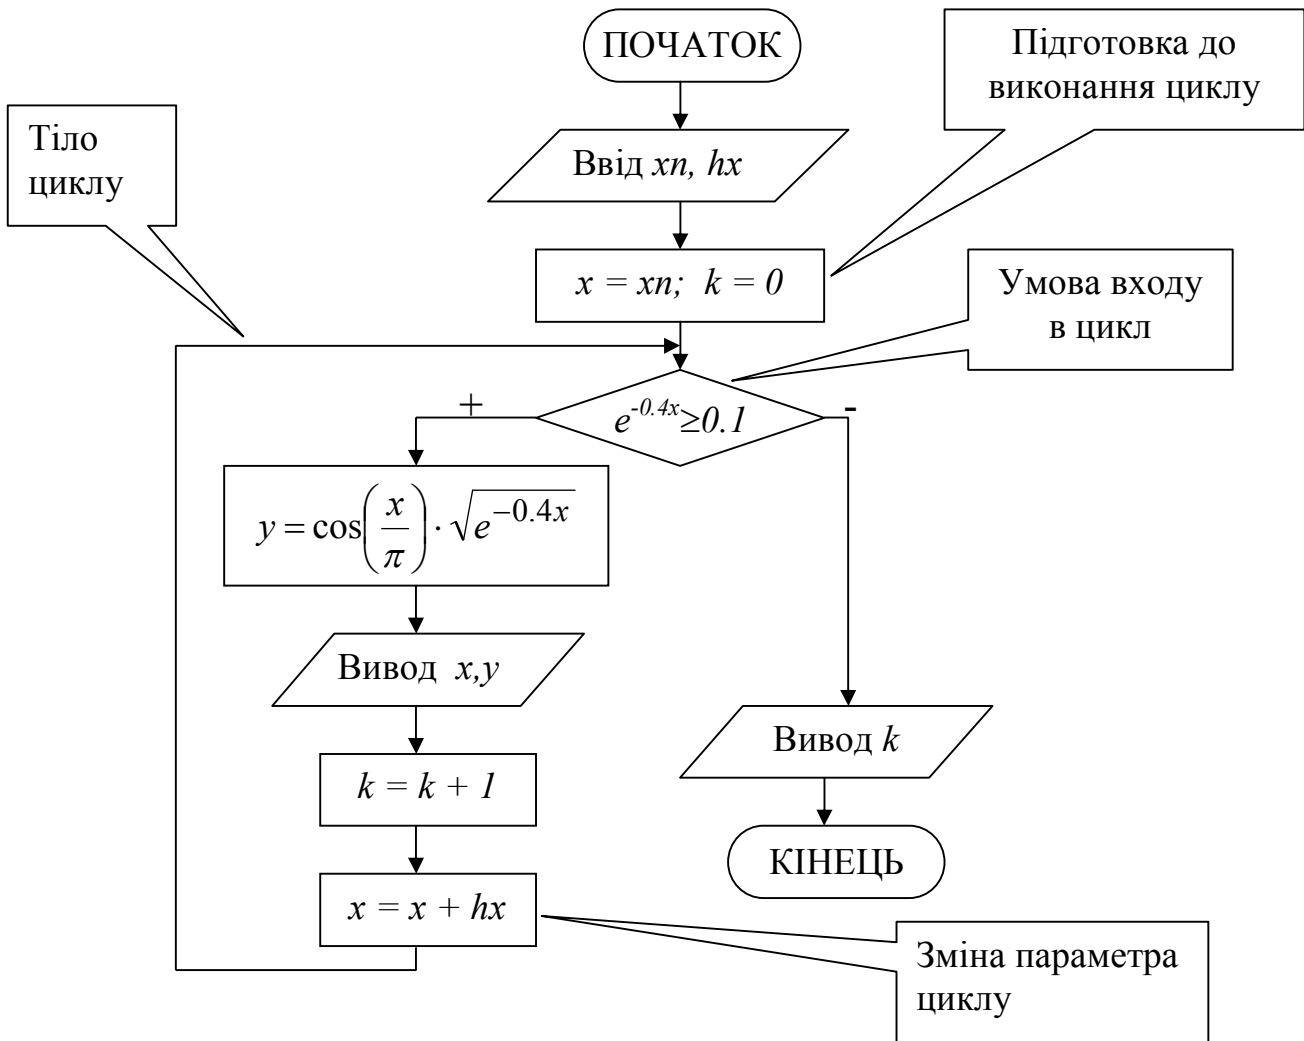 ПОЧАТОК
Підготовка до
виконання циклу
Тіло
циклу
Ввід xn, hx
x = xn; k = 0
Умова входу
в цикл
+
-
e^{-0.4x}≥0.1
y = cos(x/π) · √e^{−0.4x}
Вивод x,y
Вивод k
k = k + 1
КІНЕЦЬ
x = x + hx
Зміна параметра
циклу